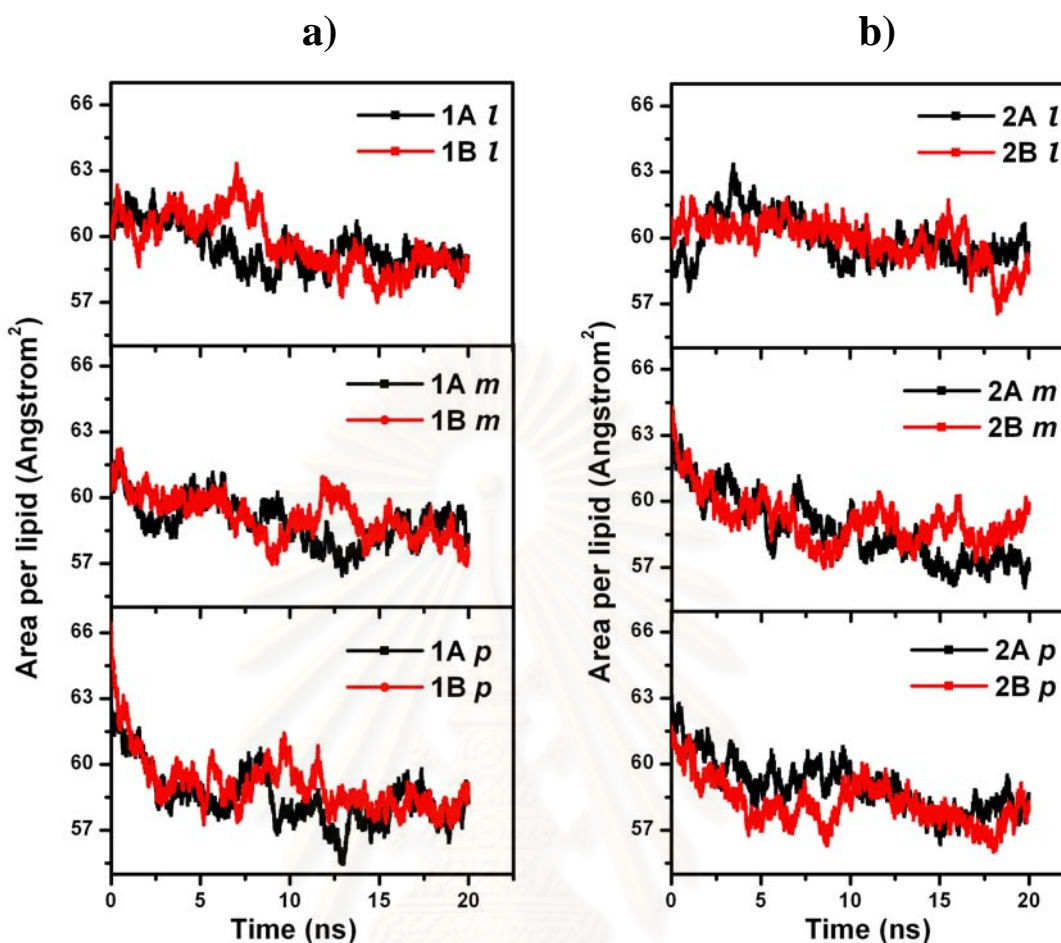 a)
b)
1A l
1B l
2A l
2B l
66
63
60
57
66
63
60
57
1A m
1B m
2A m
2B m
66
63
60
57
66
63
60
57
1A p
1B p
2A p
2B p
66
63
60
57
66
63
60
57
Area per lipid (Angstrom²)
Area per lipid (Angstrom²)
0 5 10 15 20
0 5 10 15 20
Time (ns)
Time (ns)